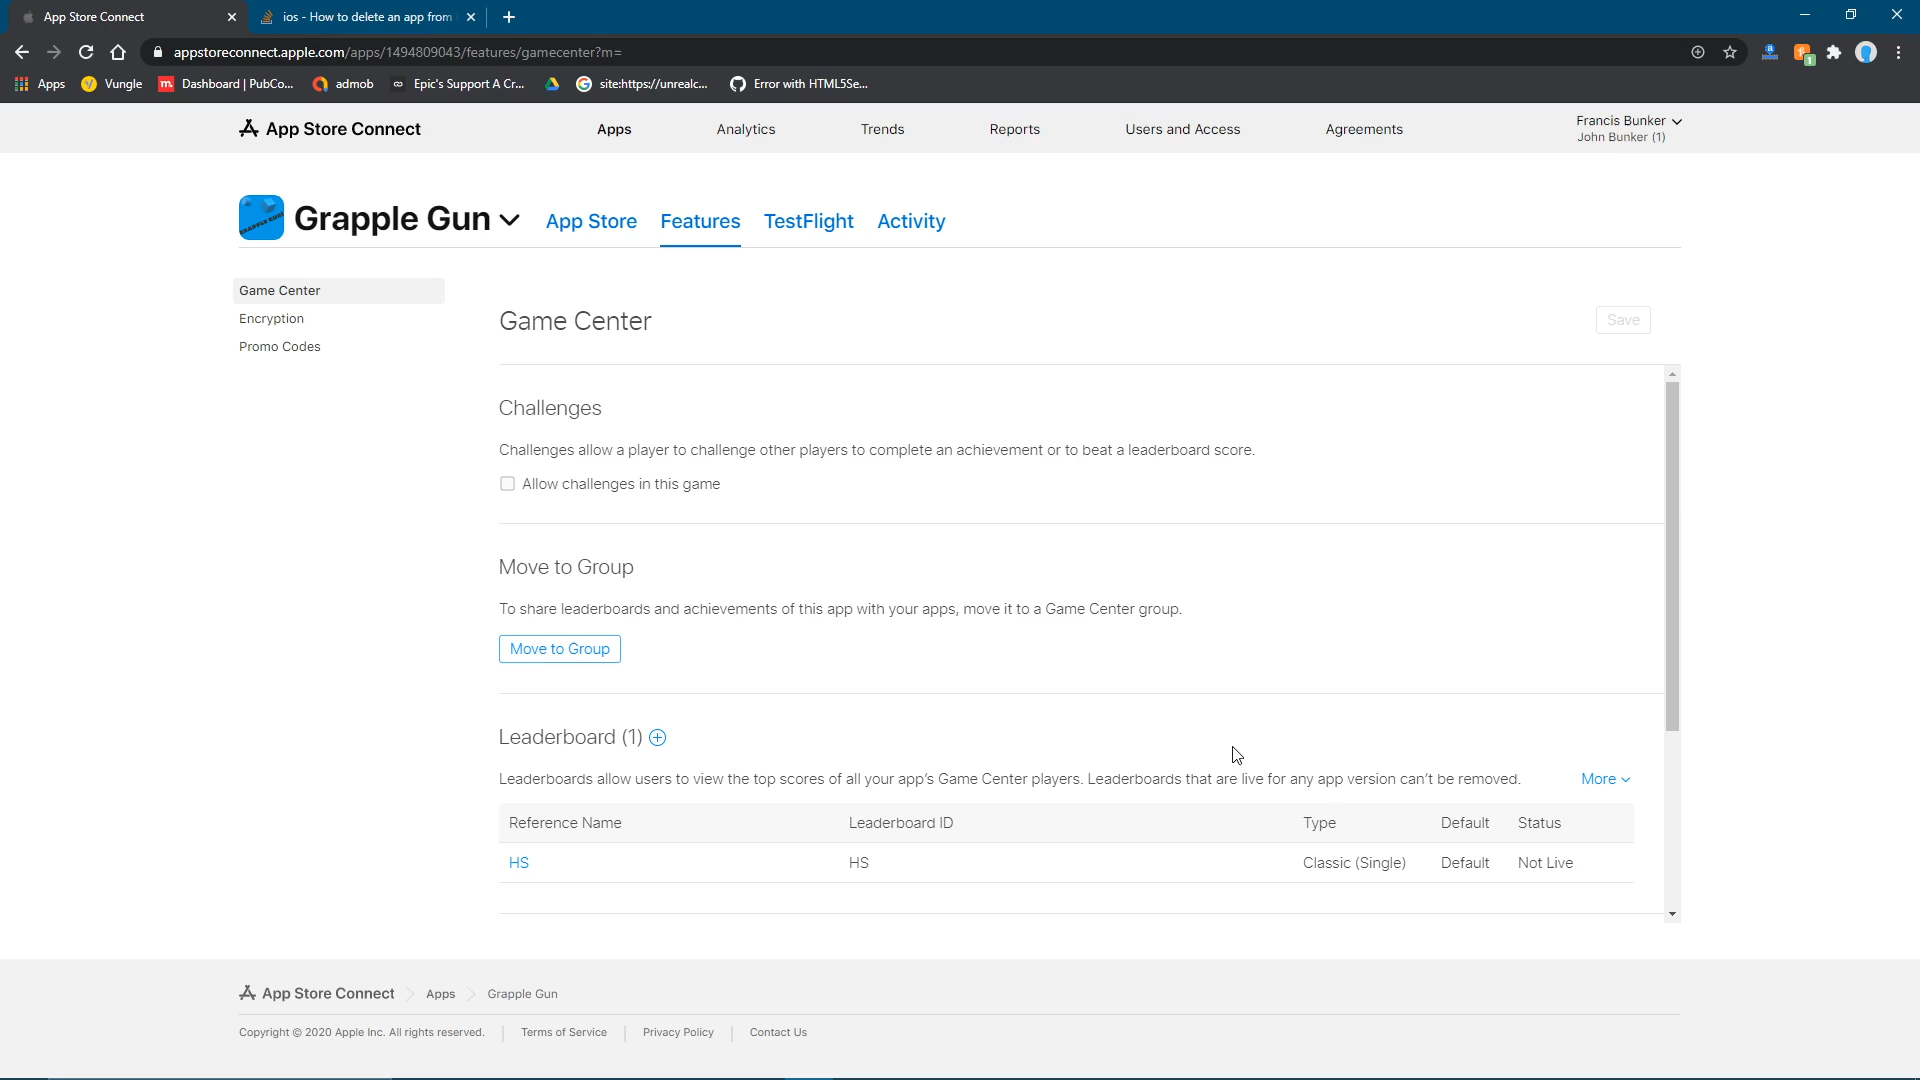 App Store Connect
ios - How to delete an app from
appstoreconnect.apple.com/apps/1494809043/features/gamecenter?m=
Apps
Vungle
Dashboard | PubCo...
admob
Epic's Support A Cr...
site:https://unrealc...
Error with HTML5Se...
App Store Connect
Apps
Analytics
Trends
Reports
Users and Access
Agreements
Francis Bunker
John Bunker (1)
Grapple Gun
App Store
Features
TestFlight
Activity
Game Center
Encryption
Promo Codes
Game Center
Save
Challenges
Challenges allow a player to challenge other players to complete an achievement or to beat a leaderboard score.
Allow challenges in this game
Move to Group
To share leaderboards and achievements of this app with your apps, move it to a Game Center group.
Move to Group
Leaderboard (1)
Leaderboards allow users to view the top scores of all your app's Game Center players. Leaderboards that are live for any app version can't be removed.
More
Reference Name Leaderboard ID Type Default Status
HS HS Classic (Single) Default Not Live
App Store Connect
Apps
Grapple Gun
Copyright © 2020 Apple Inc. All rights reserved.
Terms of Service
Privacy Policy
Contact Us